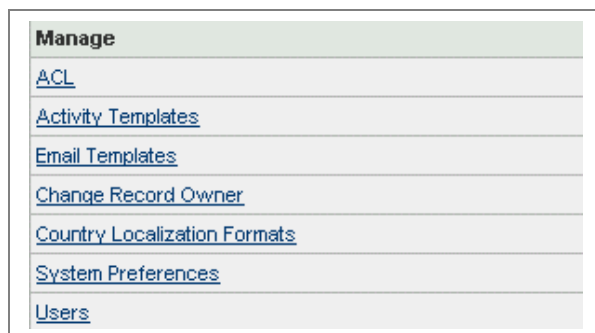 Manage
ACL
Activity Templates
Email Templates
Change Record Owner
Country Localization Formats
System Preferences
Users